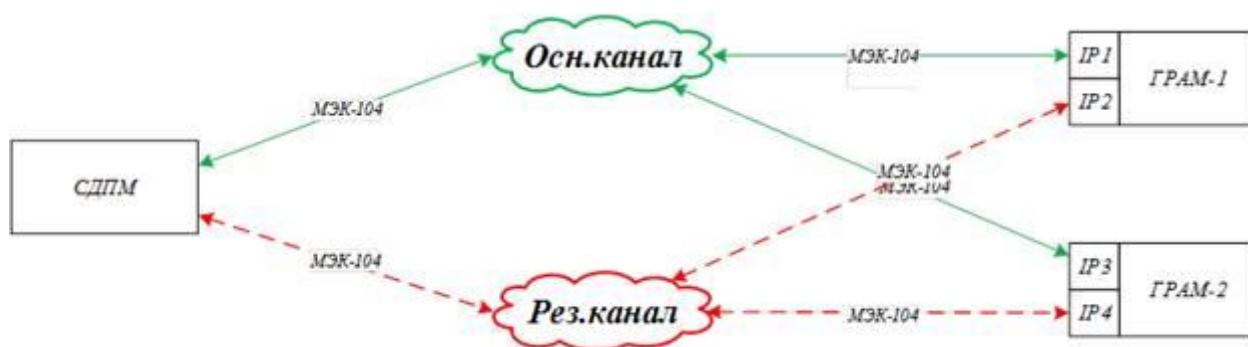 Осн.канал
МЭК-104
IP1
ГРАМ-1
IP2
МЭК-104
СДПМ
МЭК-104
МЭК-104
МЭК-104
IP3
ГРАМ-2
IP4
Рез.канал
МЭК-104